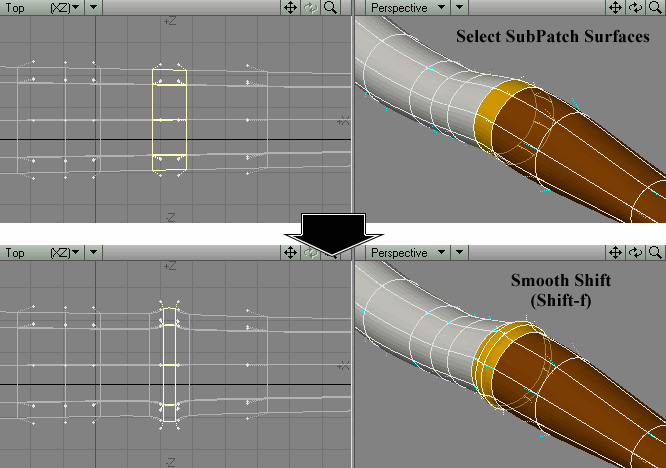 Top (XZ)
Perspective
+Z
+X
-Z
Select SubPatch Surfaces
Top (XZ)
Perspective
+Z
+X
-Z
Smooth Shift
(Shift-f)